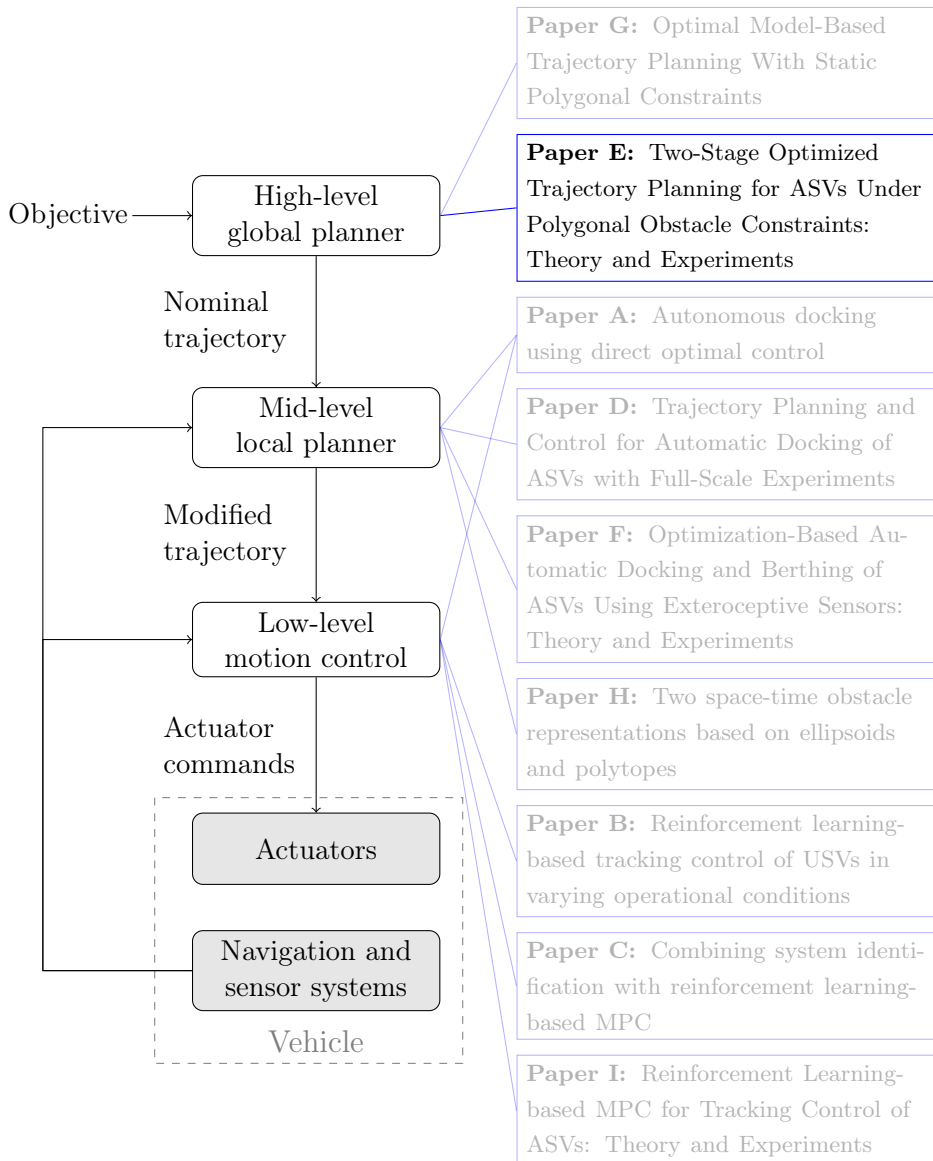 Objective
High-level
global planner
Nominal
trajectory
Mid-level
local planner
Modified
trajectory
Low-level
motion control
Actuator
commands
Actuators
Navigation and
sensor systems
Vehicle
Paper G: Optimal Model-Based
Trajectory Planning With Static
Polygonal Constraints
Paper E: Two-Stage Optimized
Trajectory Planning for ASVs Under
Polygonal Obstacle Constraints:
Theory and Experiments
Paper A: Autonomous docking
using direct optimal control
Paper D: Trajectory Planning and
Control for Automatic Docking of
ASVs with Full-Scale Experiments
Paper F: Optimization-Based Au-
tomatic Docking and Berthing of
ASVs Using Exteroceptive Sensors:
Theory and Experiments
Paper H: Two space-time obstacle
representations based on ellipsoids
and polytopes
Paper B: Reinforcement learning-
based tracking control of USVs in
varying operational conditions
Paper C: Combining system identi-
fication with reinforcement learning-
based MPC
Paper I: Reinforcement Learning-
based MPC for Tracking Control of
ASVs: Theory and Experiments